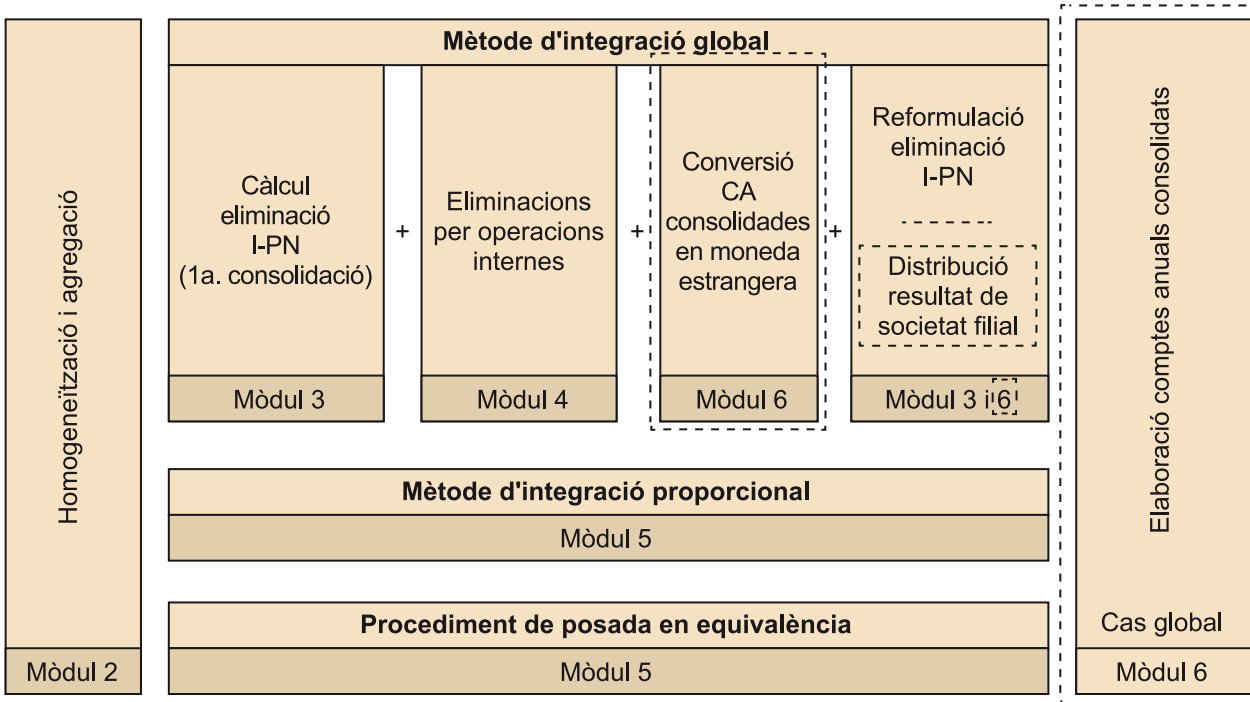 Homogeneïtzació i agregació
Mòdul 2
Mètode d'integració global
Càlcul
eliminació
I-PN
(1a. consolidació)
Mòdul 3
+
Eliminacions
per operacions
internes
Mòdul 4
+
Conversió
CA
consolidades
en moneda
estrangera
Mòdul 6
+
Reformulació
eliminació
I-PN
Distribució
resultat de
societat filial
Mòdul 3 i 6
Mètode d'integració proporcional
Mòdul 5
Procediment de posada en equivalència
Mòdul 5
Elaboració comptes anuals consolidats
Cas global
Mòdul 6